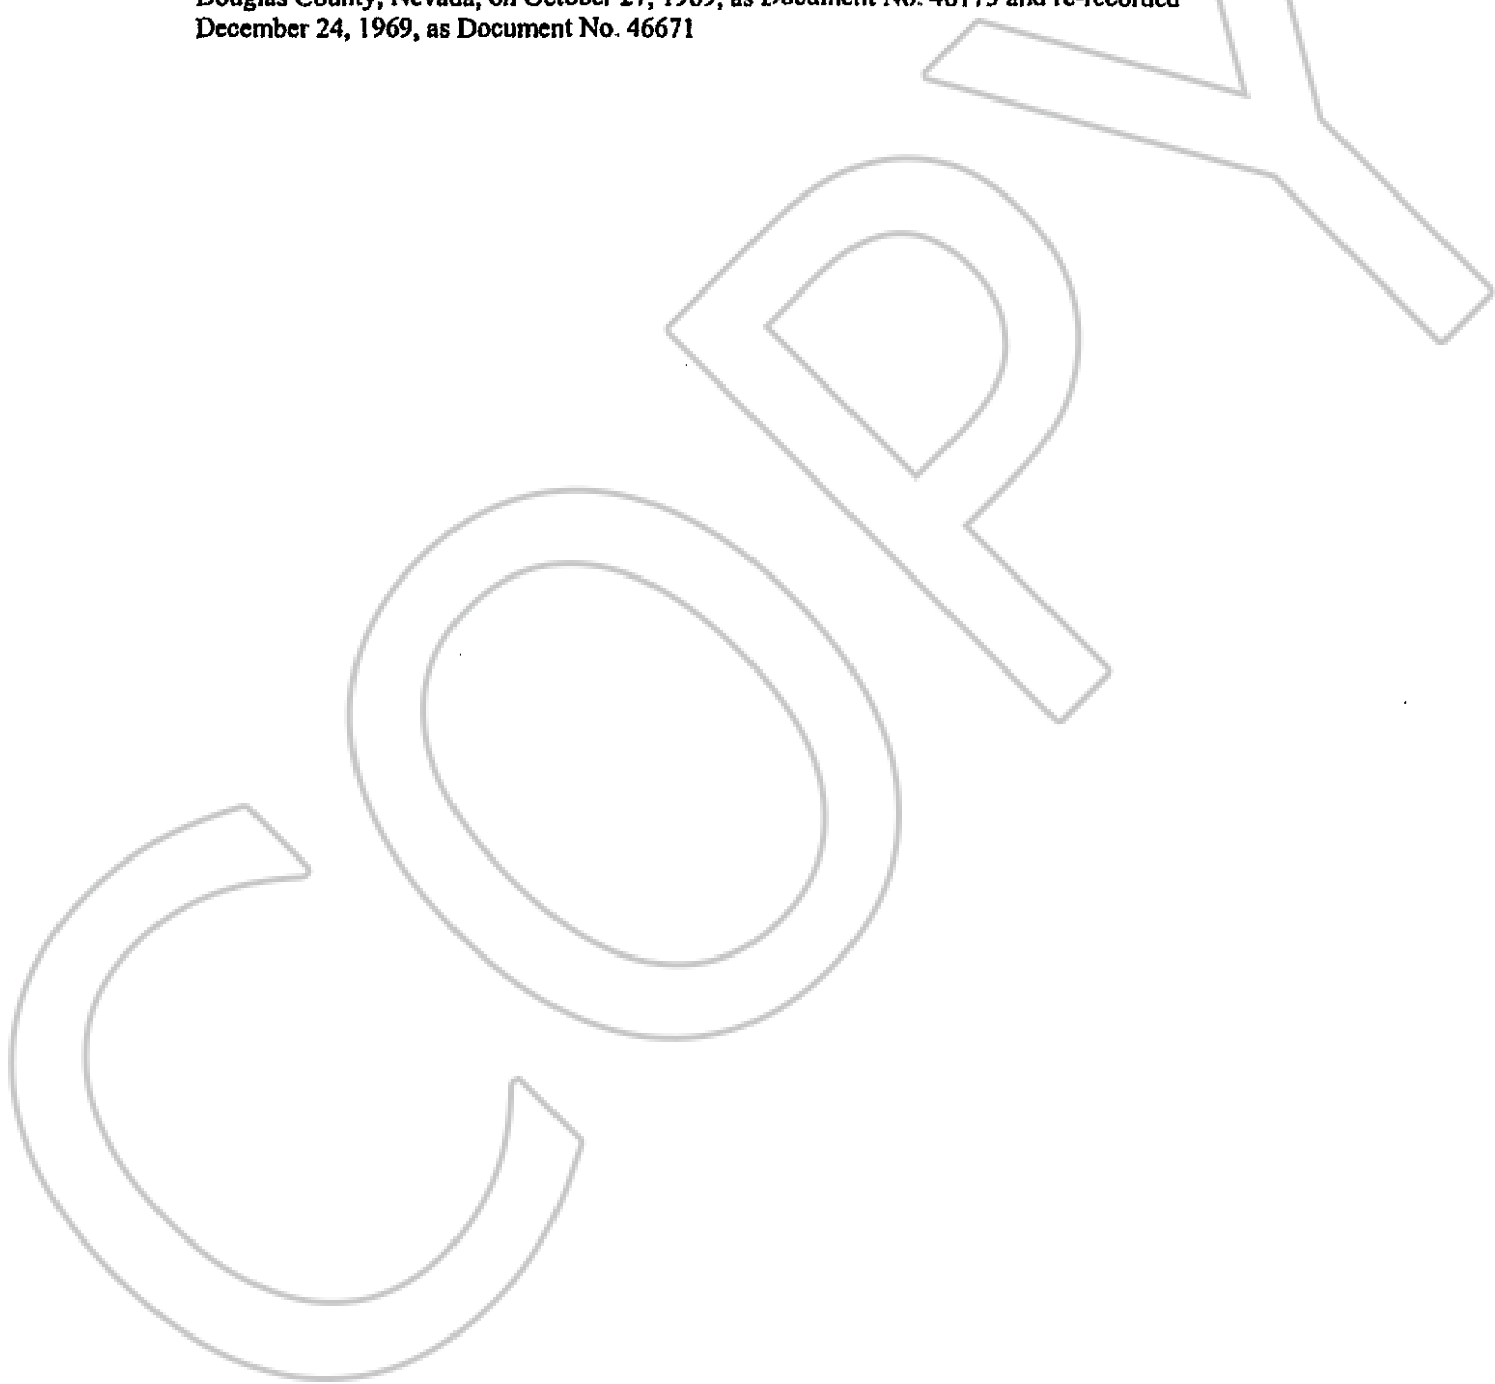 Douglas County, Nevada, on October 27, 1969, as Document No. 46173 and re-recorded
December 24, 1969, as Document No. 46671
COPY